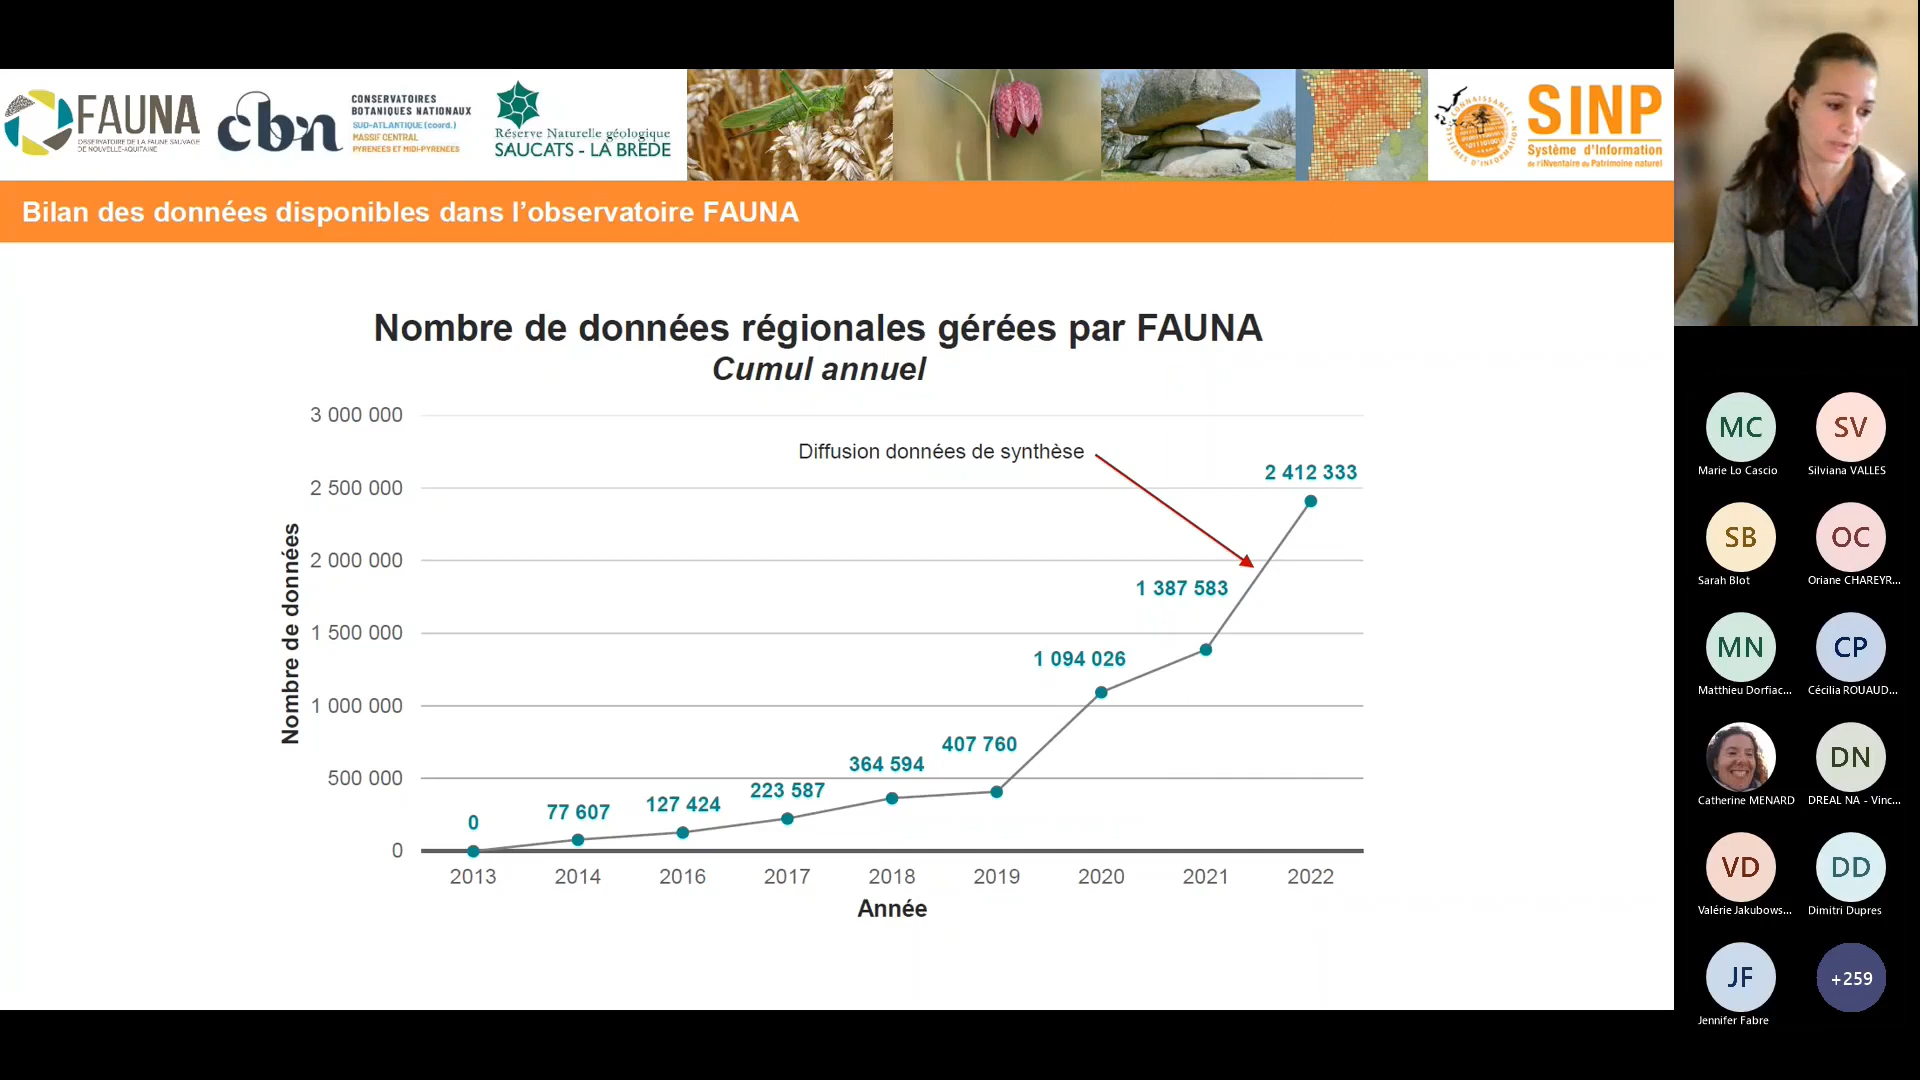 FAUNA
OBSERVATOIRE DE LA FAUNE SAUVAGE
DE NOUVELLE-AQUITAINE
cbn
CONSERVATOIRES
BOTANIQUES NATIONAUX
SUD-ATLANTIQUE (coord.)
MASSIF CENTRAL
PYRENEES ET MIDI-PYRENEES
Réserve Naturelle géologique
SAUCATS - LA BRÈDE
CONNAISSANCE
SYSTÈMES D'INFORMATION
SINP
Système d'Information
de l'iNventaire du Patrimoine naturel
Bilan des données disponibles dans l’observatoire FAUNA
Nombre de données régionales gérées par FAUNA
Cumul annuel
Nombre de données
3 000 000
2 500 000
2 000 000
1 500 000
1 000 000
500 000
0
Diffusion données de synthèse
0
77 607
127 424
223 587
364 594
407 760
1 094 026
1 387 583
2 412 333
2013 2014 2016 2017 2018 2019 2020 2021 2022
Année
MC SV
Marie Lo Cascio Silviana VALLES
SB OC
Sarah Blot Oriane CHAREYR...
MN CP
Matthieu Dorfiac... Cécilia ROUAUD...
DN
Catherine MENARD DREAL NA - Vinc...
VD DD
Valérie Jakubows... Dimitri Dupres
JF +259
Jennifer Fabre